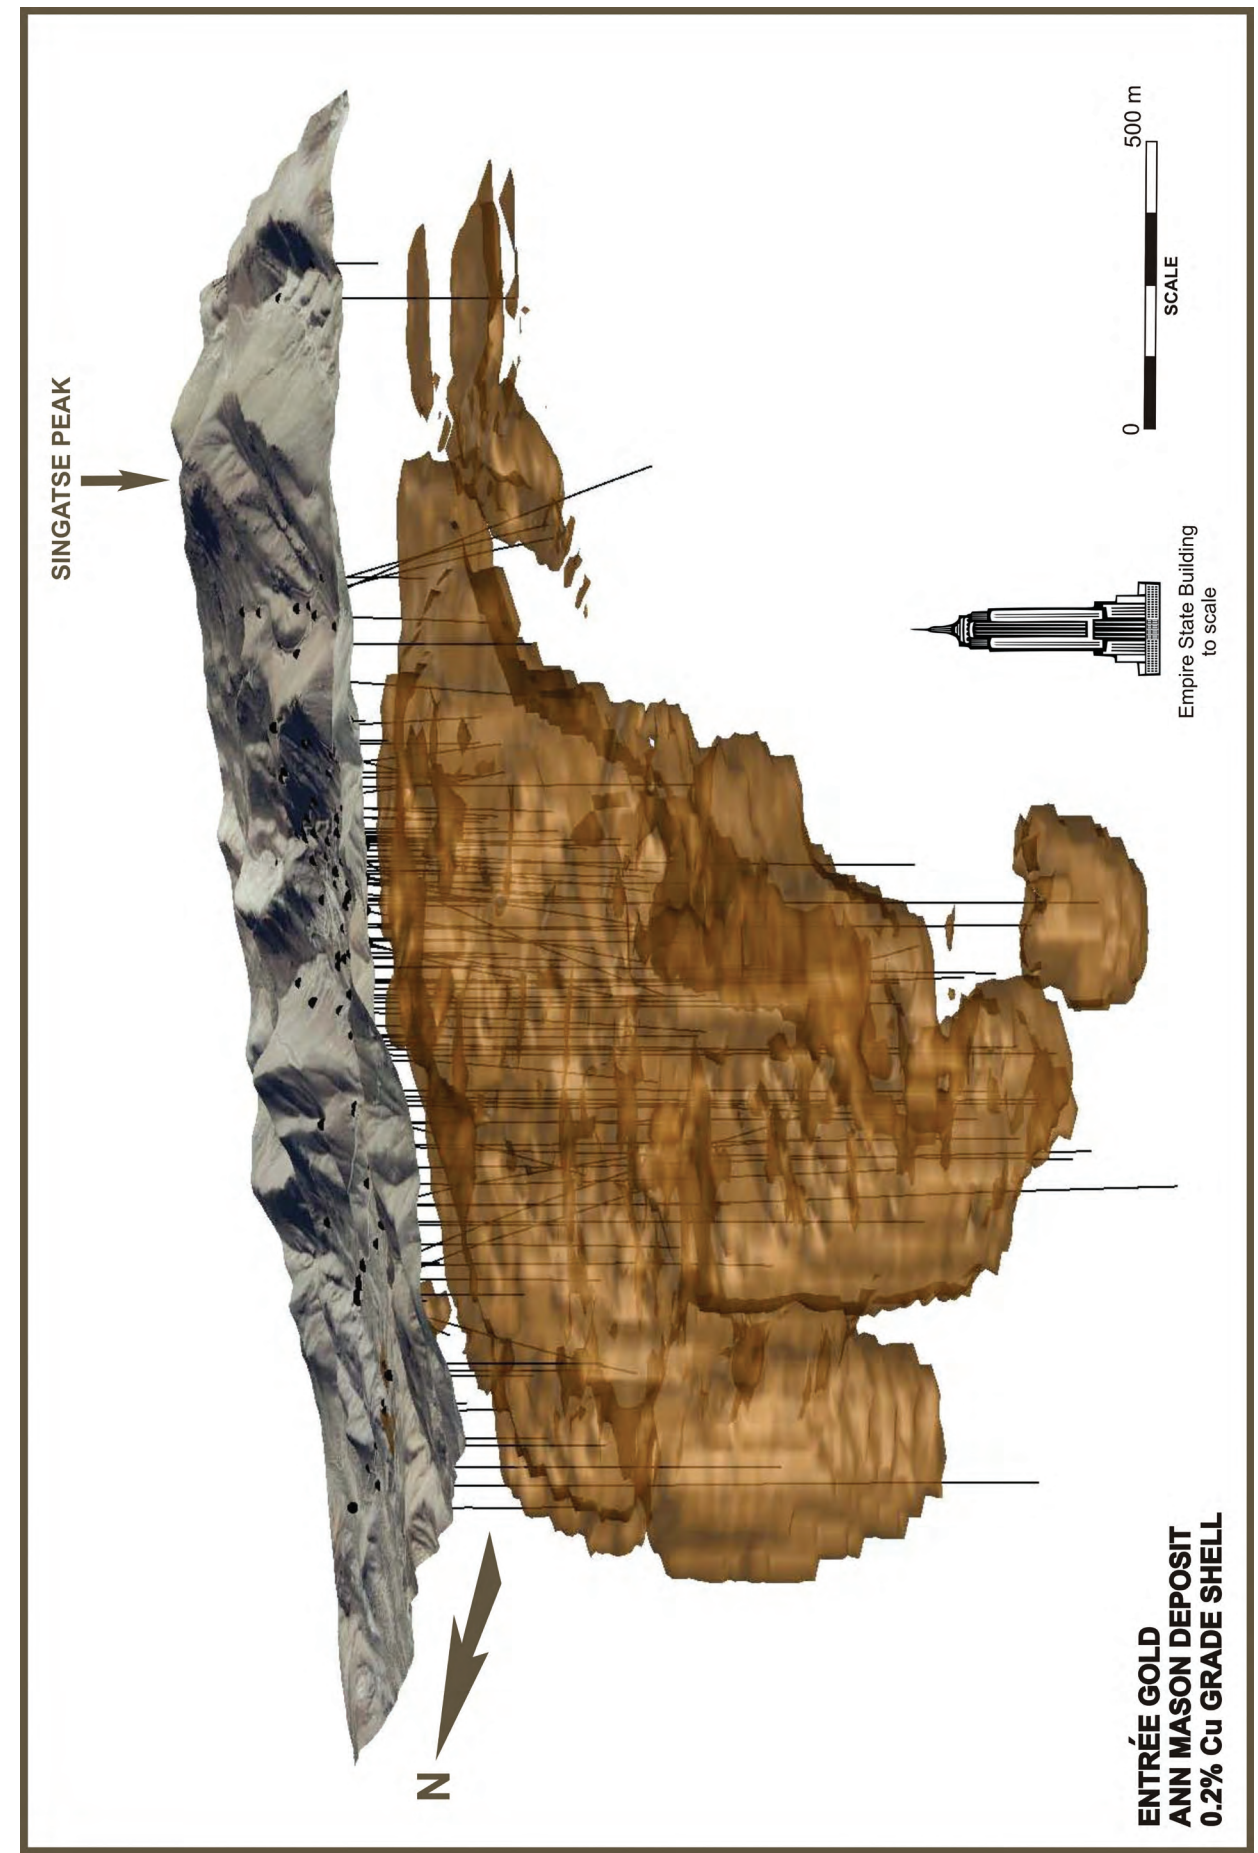 SINGATSE PEAK
0
500 m
SCALE
Empire State Building
to scale
N
ENTRÉE GOLD
ANN MASON DEPOSIT
0.2% Cu GRADE SHELL